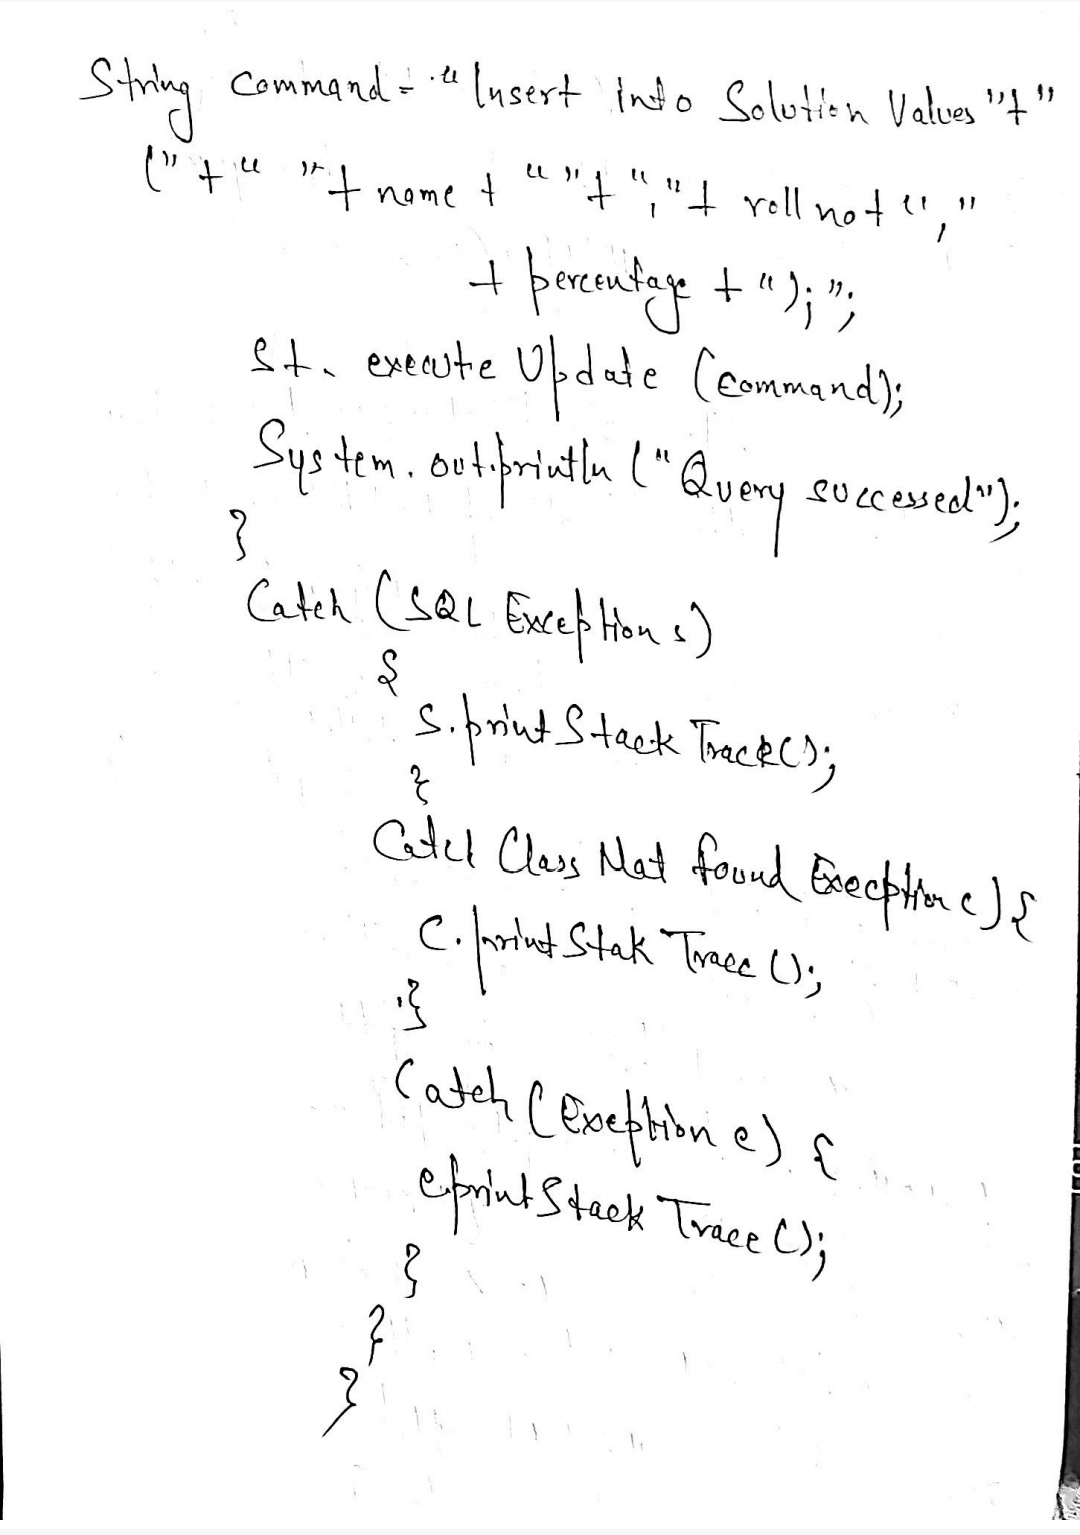 String command = " Insert into Solution Values "+"
(" + " "+ name + " "+ ","+ roll no + ","
+ percentage + ");";
St. execute Update (command);
System. out.println ("Query successed");
}
Catch (SQL Exception s)
{
S. print Stack Track();
}
Catcl Class Not found Exception c) {
C. print Stak Trace ();
}
Catch (Exception e) {
e.print Stack Trace ();
}
}
}